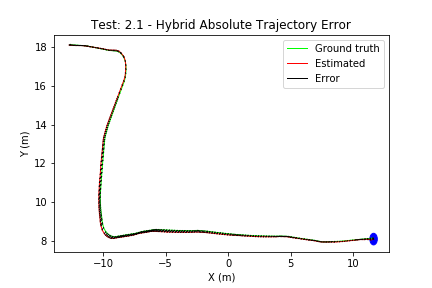 Test: 2.1 - Hybrid Absolute Trajectory Error
Ground truth
Estimated
Error
18
16
14
12
10
8
Y (m)
−10
−5
0
5
10
X (m)